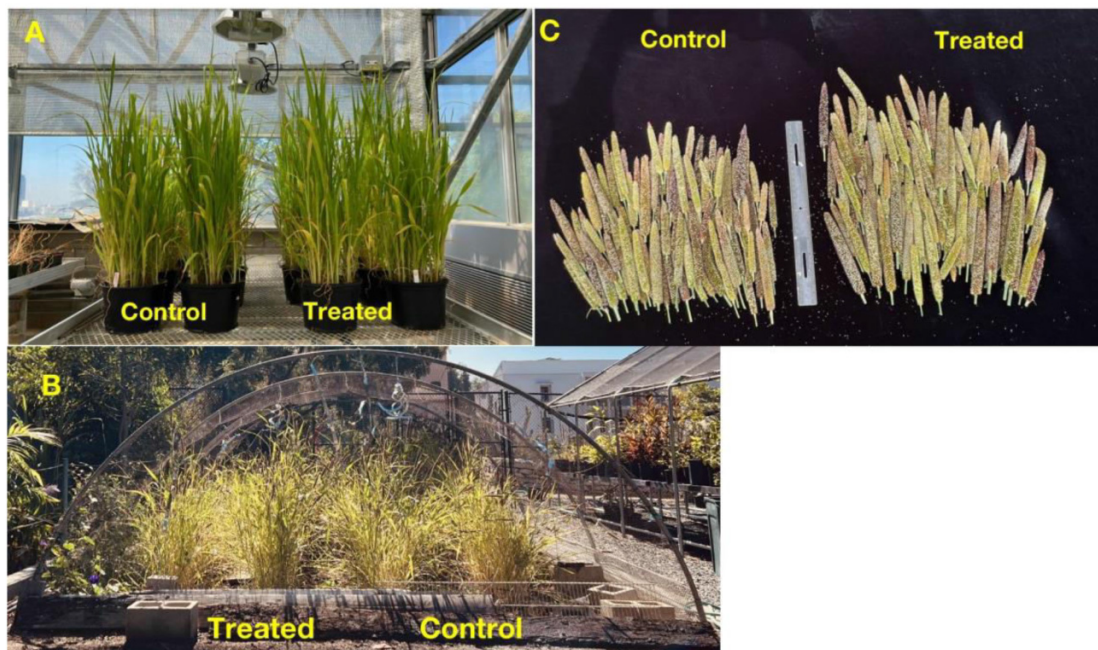 A
Control
Treated
C
Control
Treated
B
Treated
Control